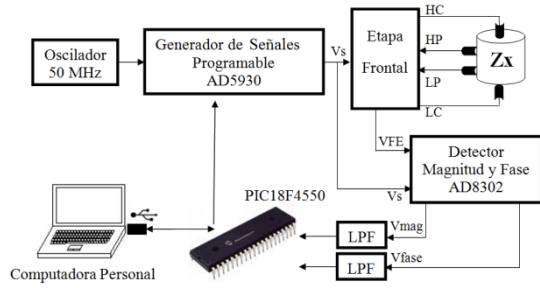 Oscilador
50 MHz
Generador de Señales
Programable
AD5930
Vs
Etapa
Frontal
HC
HP
LP
LC
Zx
VFE
Detector
Magnitud y Fase
AD8302
Vs
PIC18F4550
LPF
Vmag
LPF
Vfase
Computadora Personal